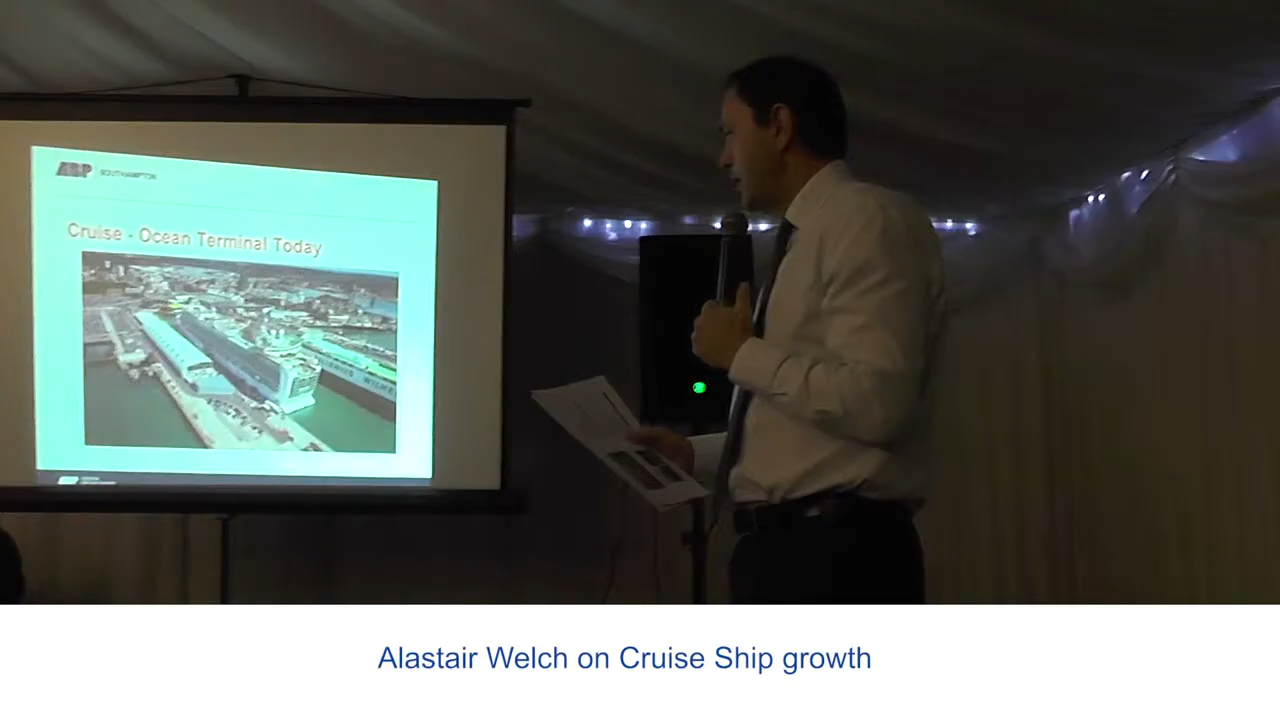 ABP SOUTHAMPTON
Cruise - Ocean Terminal Today
Alastair Welch on Cruise Ship growth